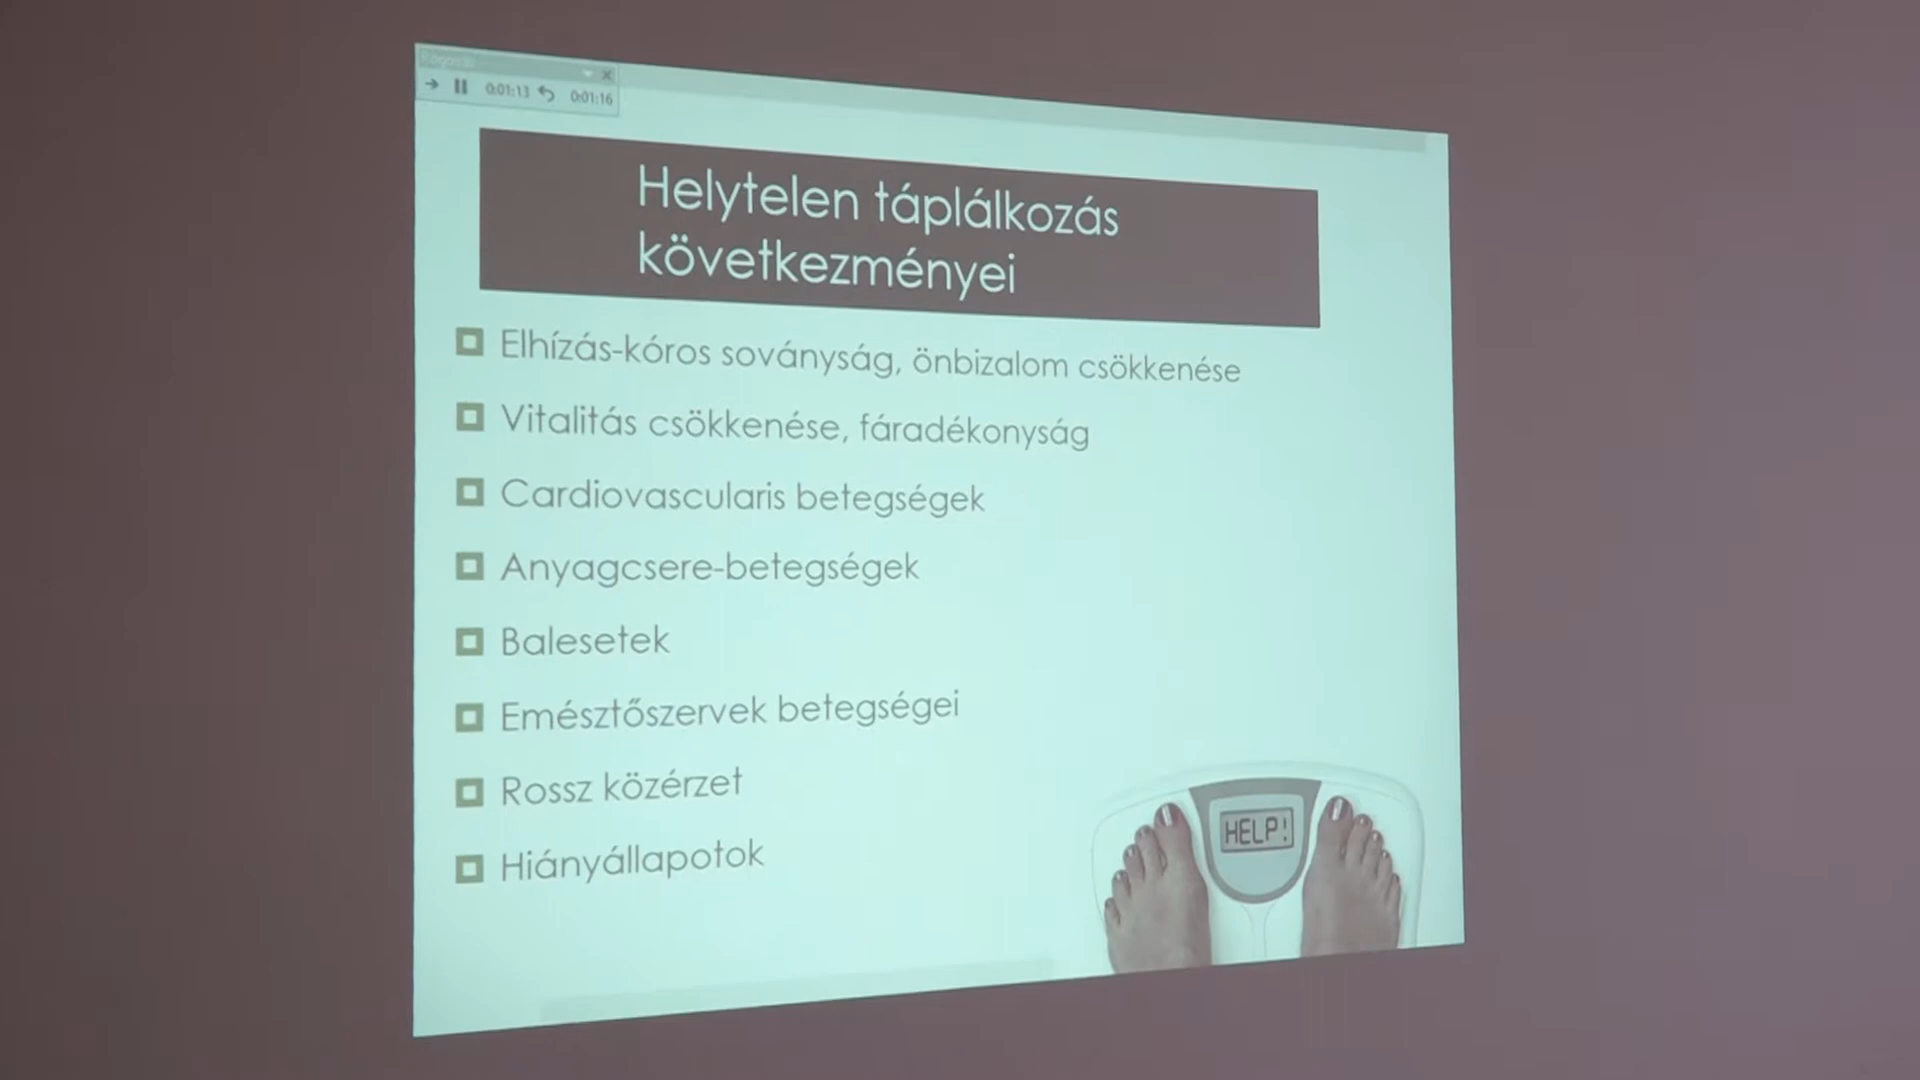 0:01:13 0:01:16
Helytelen táplálkozás
következményei
Elhízás-kóros soványság, önbizalom csökkenése
Vitalitás csökkenése, fáradékonyság
Cardiovascularis betegségek
Anyagcsere-betegségek
Balesetek
Emésztőszervek betegségei
Rossz közérzet
Hiányállapotok
HELP!